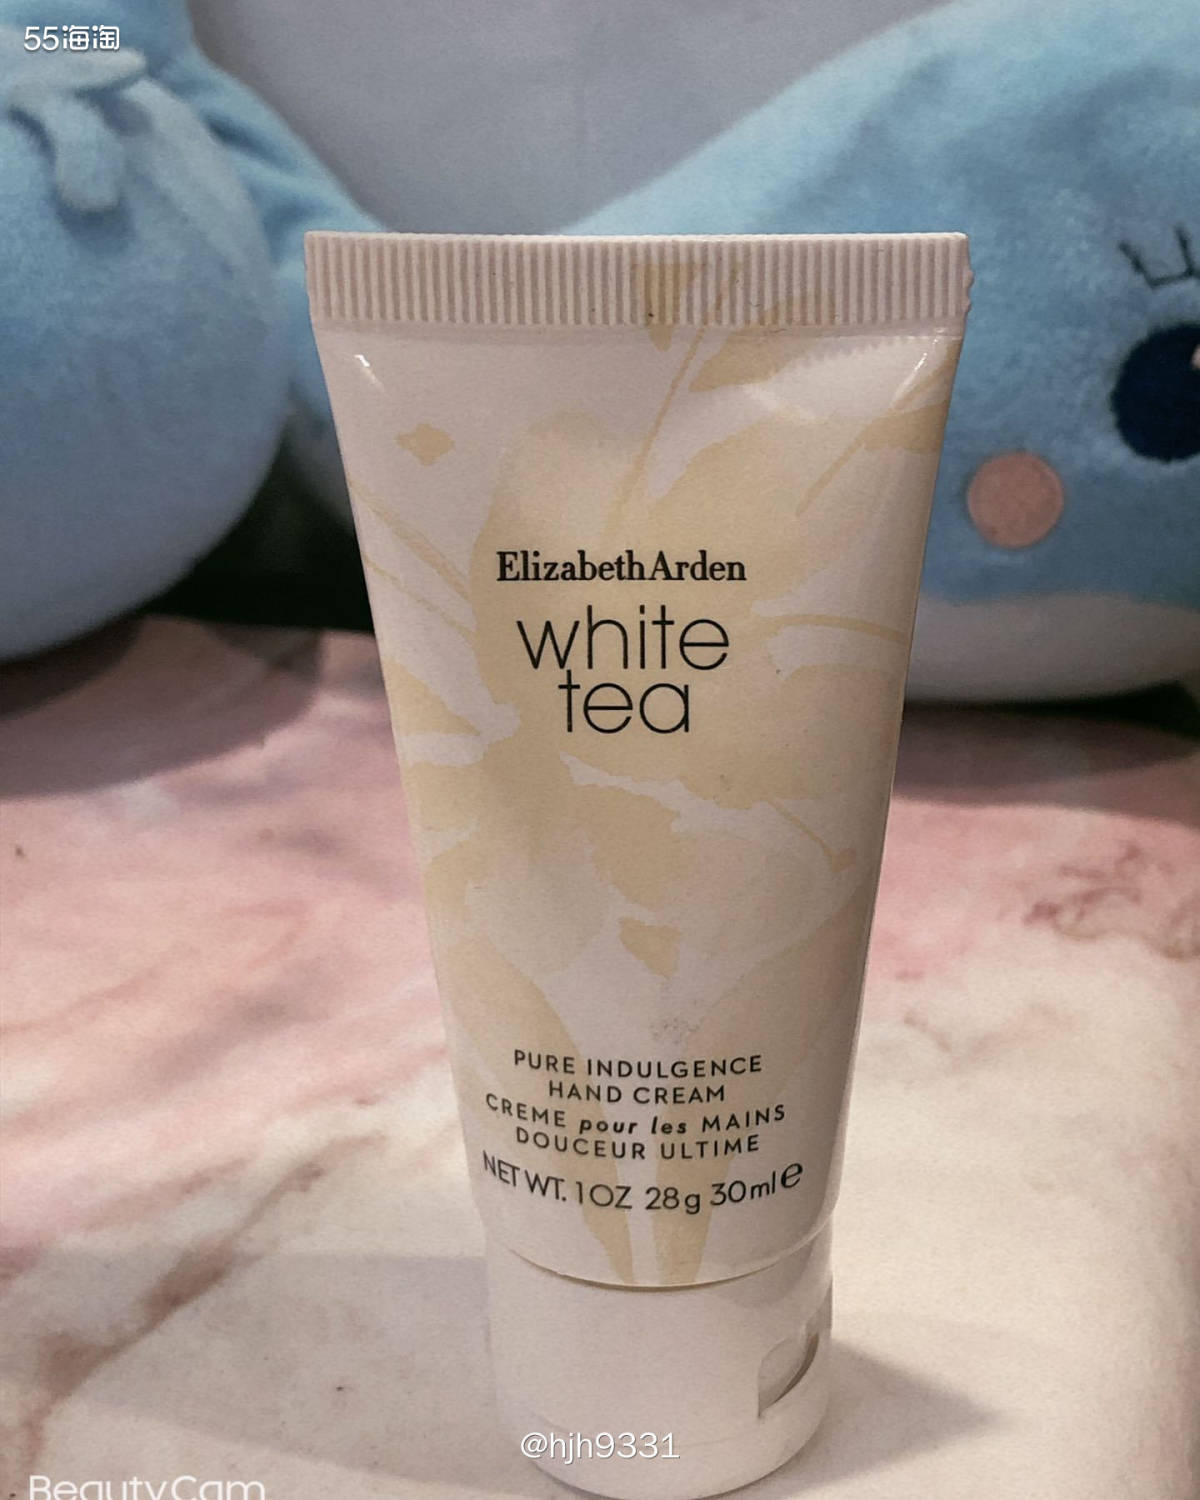 55海淘
Elizabeth Arden
white
tea
PURE INDULGENCE
HAND CREAM
CREME pour les MAINS
DOUCEUR ULTIME
NET WT. 1 OZ 28g 30ml e
@hjh9331
BeautyCam